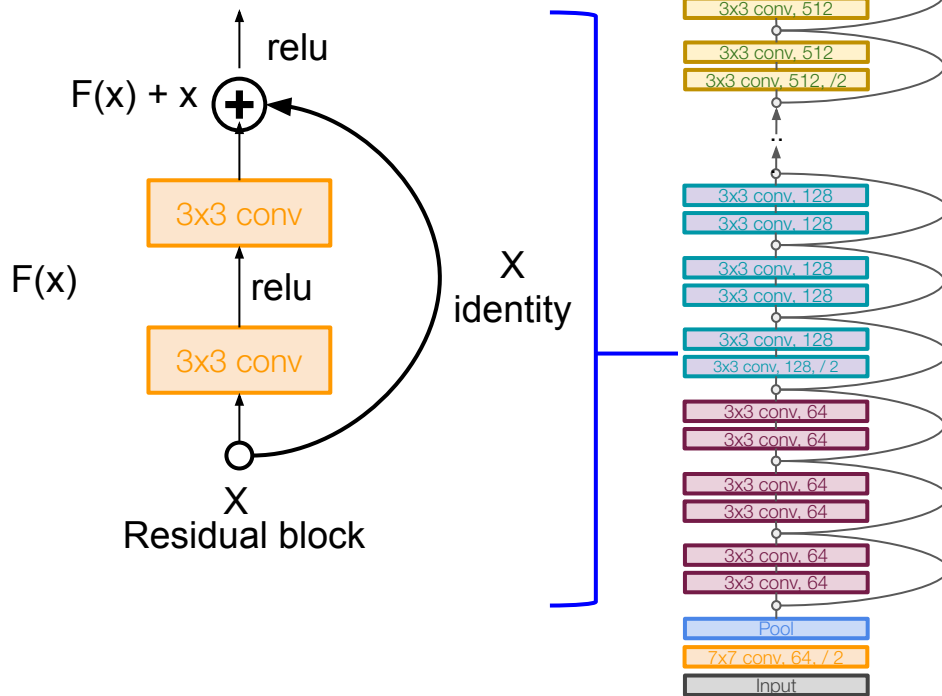 relu
F(x) + x
3x3 conv
F(x)
relu
X
identity
3x3 conv
X
Residual block
3x3 conv, 512
3x3 conv, 512
3x3 conv, 512, /2
..
3x3 conv, 128
3x3 conv, 128
3x3 conv, 128
3x3 conv, 128
3x3 conv, 128
3x3 conv, 128, / 2
3x3 conv, 64
3x3 conv, 64
3x3 conv, 64
3x3 conv, 64
3x3 conv, 64
3x3 conv, 64
Pool
7x7 conv, 64, / 2
Input